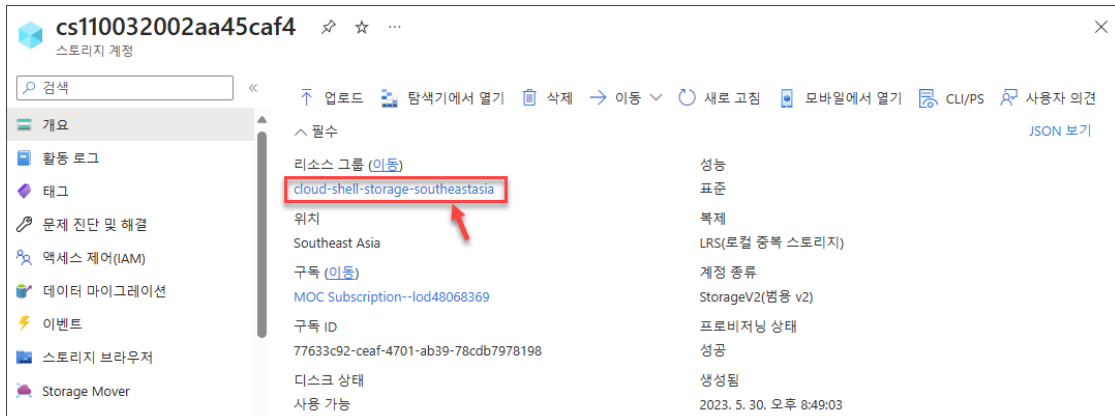 cs110032002aa45caf4
스토리지 계정
검색
업로드 탐색기에서 열기 삭제 이동 새로 고침 모바일에서 열기 CLI/PS 사용자 의견
개요
활동 로그
태그
문제 진단 및 해결
액세스 제어(IAM)
데이터 마이그레이션
이벤트
스토리지 브라우저
Storage Mover
필수
JSON 보기
리소스 그룹 (이동)
cloud-shell-storage-southeastasia
위치
Southeast Asia
구독 (이동)
MOC Subscription--lod48068369
구독 ID
77633c92-ceaf-4701-ab39-78cdb7978198
디스크 상태
사용 가능
성능
표준
복제
LRS(로컬 중복 스토리지)
계정 종류
StorageV2(범용 v2)
프로비저닝 상태
성공
생성됨
2023. 5. 30. 오후 8:49:03